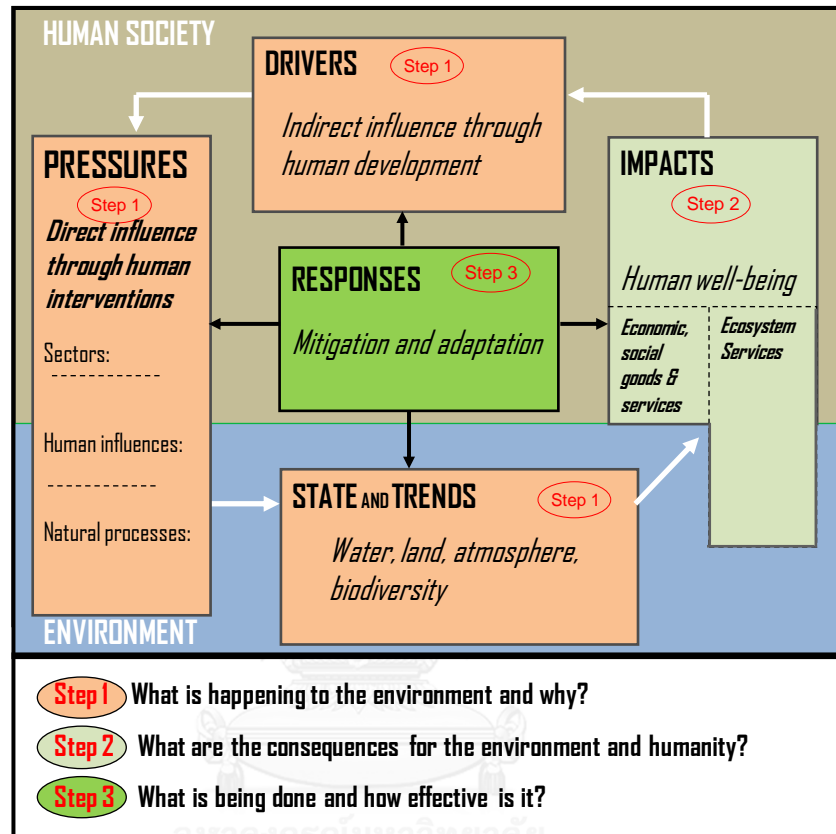 HUMAN SOCIETY
DRIVERS
Step 1
Indirect influence through
human development
PRESSURES
Step 1
Direct influence
through human
interventions
Sectors:
Human influences:
Natural processes:
IMPACTS
Step 2
Human well-being
Economic,
social
goods &
services
Ecosystem
Services
RESPONSES
Step 3
Mitigation and adaptation
STATE AND TRENDS
Step 1
Water, land, atmosphere,
biodiversity
ENVIRONMENT
Step 1 What is happening to the environment and why?
Step 2 What are the consequences for the environment and humanity?
Step 3 What is being done and how effective is it?